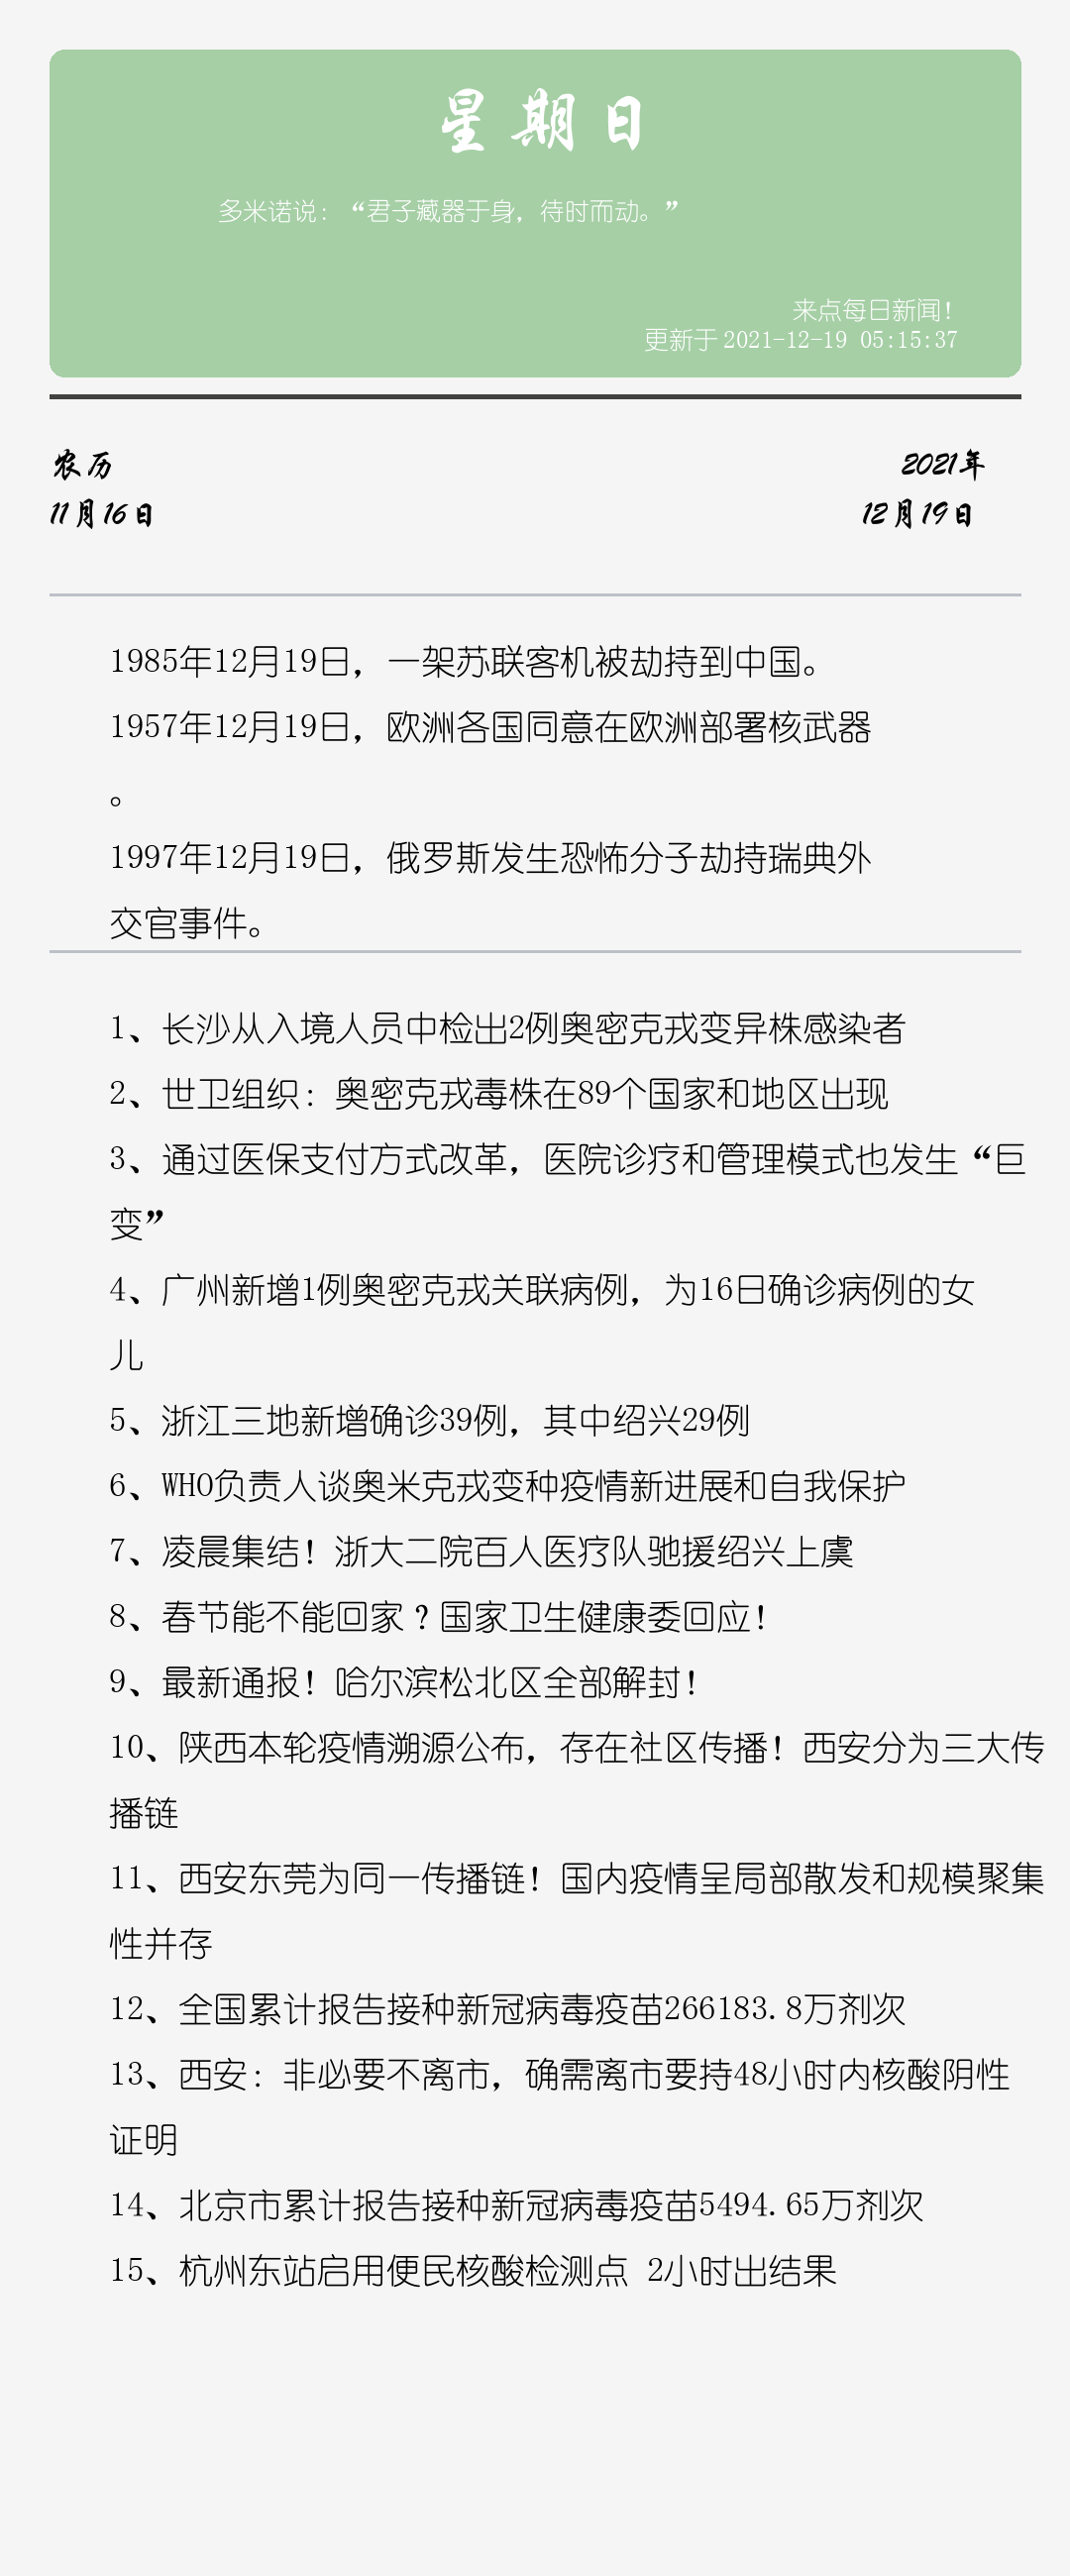 星期日
多米诺说：“君子藏器于身，待时而动。”
来点每日新闻！
更新于2021-12-19 05:15:37
农历
2021年
11月16日
12月19日
1985年12月19日，一架苏联客机被劫持到中国。
1957年12月19日，欧洲各国同意在欧洲部署核武器
。
1997年12月19日，俄罗斯发生恐怖分子劫持瑞典外
交官事件。
1、长沙从入境人员中检出2例奥密克戎变异株感染者
2、世卫组织：奥密克戎毒株在89个国家和地区出现
3、通过医保支付方式改革，医院诊疗和管理模式也发生“巨
变”
4、广州新增1例奥密克戎关联病例，为16日确诊病例的女
儿
5、浙江三地新增确诊39例，其中绍兴29例
6、WHO负责人谈奥米克戎变种疫情新进展和自我保护
7、凌晨集结！浙大二院百人医疗队驰援绍兴上虞
8、春节能不能回家？国家卫生健康委回应！
9、最新通报！哈尔滨松北区全部解封！
10、陕西本轮疫情溯源公布，存在社区传播！西安分为三大传
播链
11、西安东莞为同一传播链！国内疫情呈局部散发和规模聚集
性并存
12、全国累计报告接种新冠病毒疫苗266183.8万剂次
13、西安：非必要不离市，确需离市要持48小时内核酸阴性
证明
14、北京市累计报告接种新冠病毒疫苗5494.65万剂次
15、杭州东站启用便民核酸检测点 2小时出结果